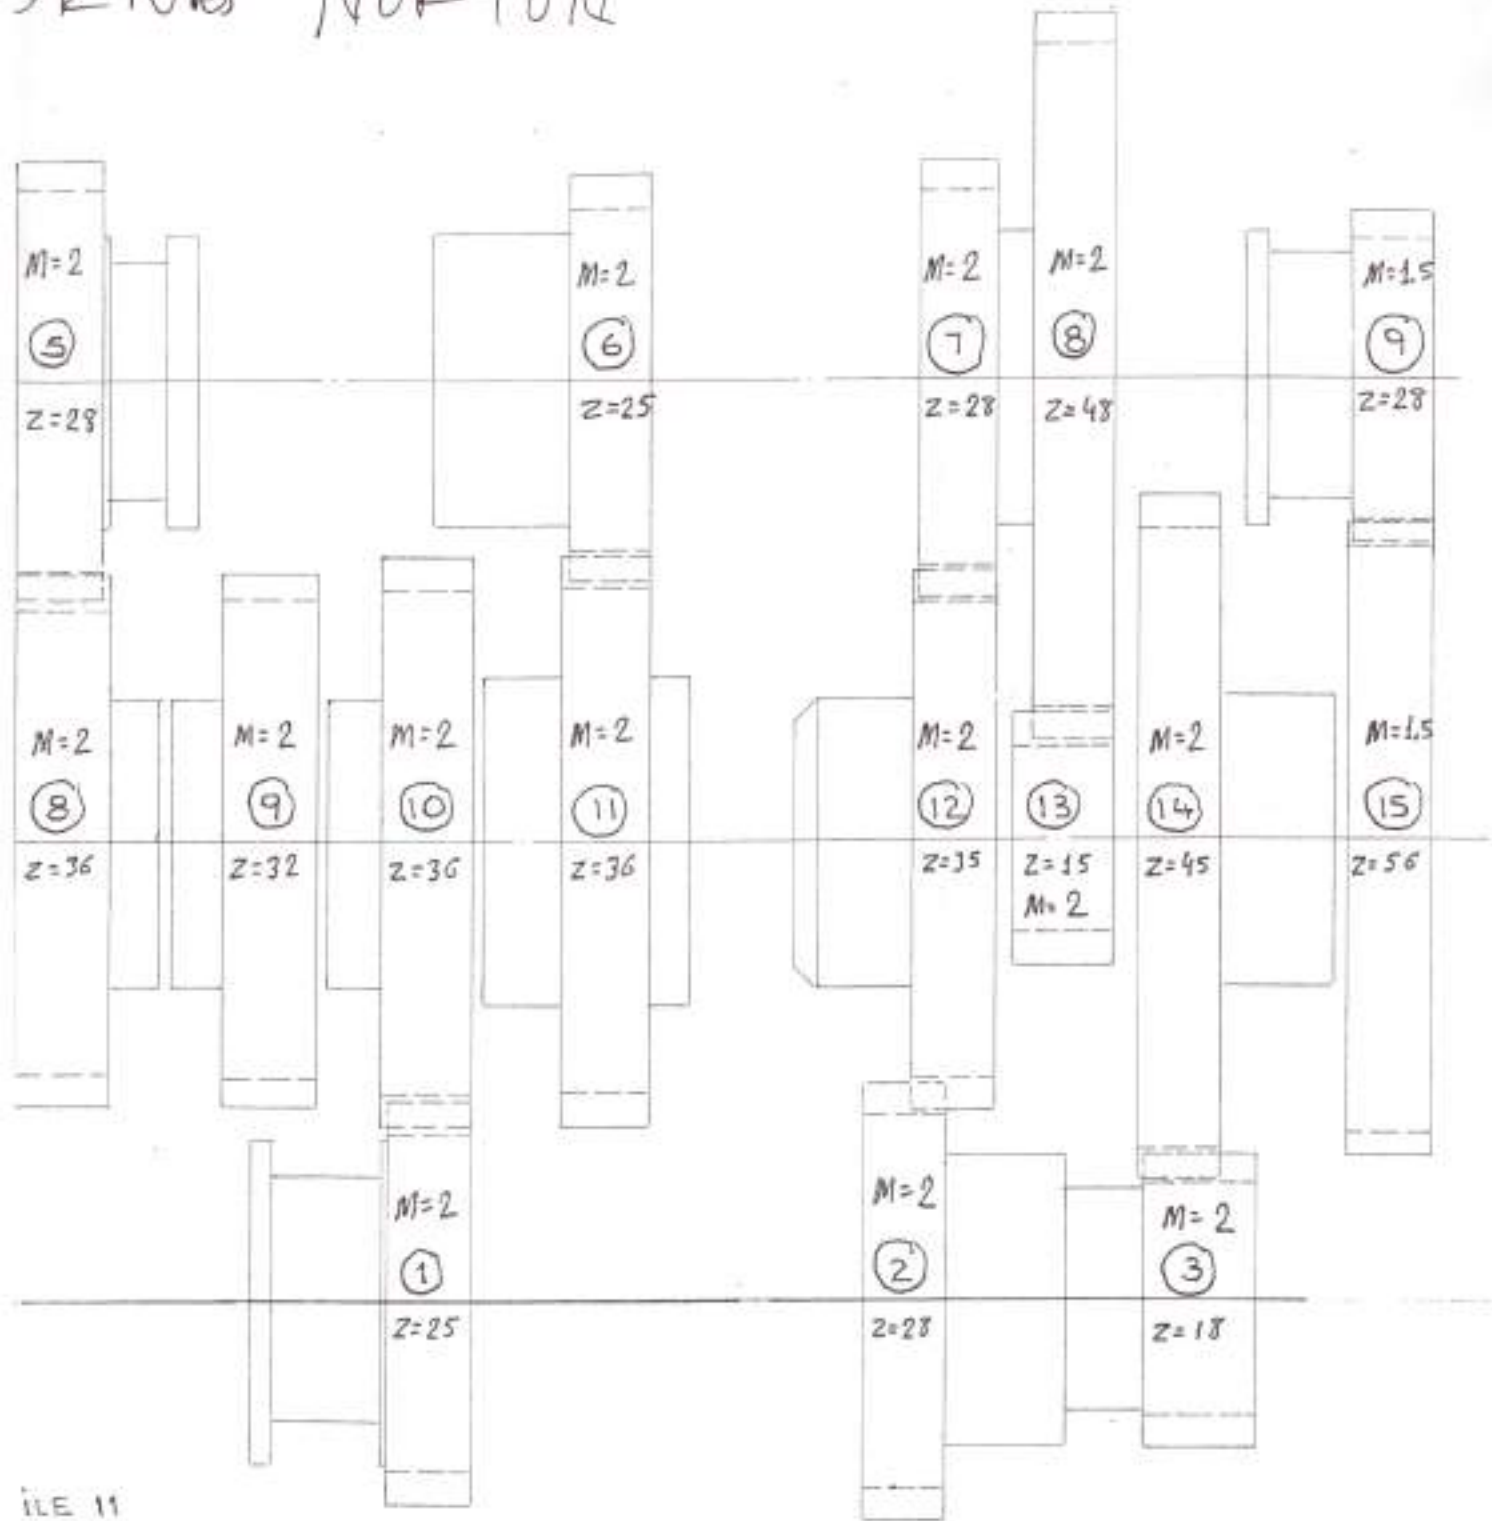 NORTON
M=2 M=2 M=2 M=2 M=1.5
5 6 7 8 9
Z=28 Z=25 Z=28 Z=48 Z=28
M=2 M=2 M=2 M=2 M=2 M=2 M=1.5
8 9 10 11 12 13 14 15
Z=36 Z=32 Z=36 Z=36 Z=35 Z=15 Z=45 Z=56
M=2
M=2 M=2 M=2
1 2 3
Z=25 Z=28 Z=18
İLE 11